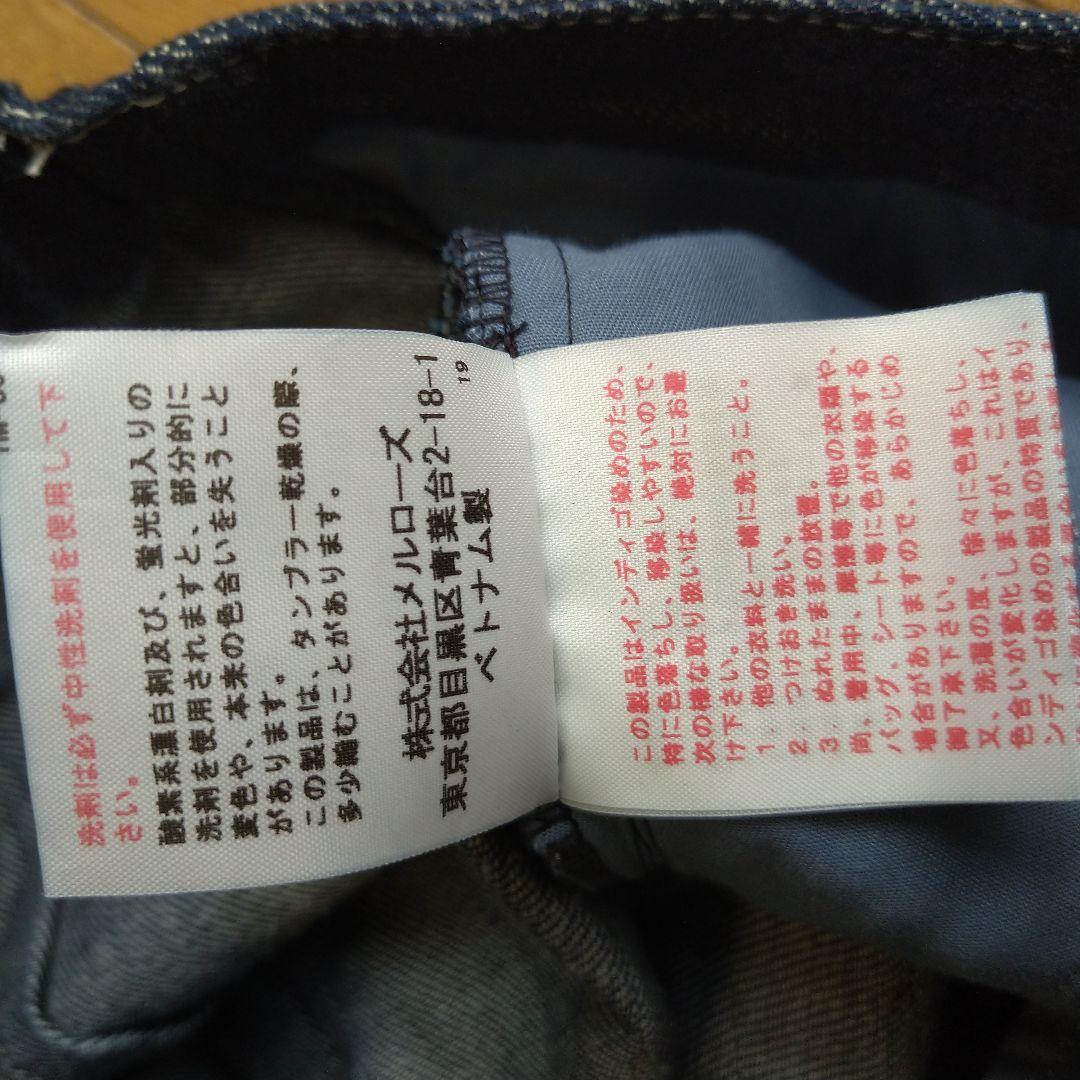 洗剤は必ず中性洗剤を使用して下
さい。
酸素系漂白剤及び、蛍光剤入りの
洗剤を使用されますと、部分的に
変色や、本来の色合いを失うこと
があります。
この製品は、タンブラー乾燥の際、
多少縮むことがあります。
株式会社メルローズ
東京都目黒区青葉台2-18-1
ベトナム製
19
この製品はインディゴ染めのため、
特に色落ちし、移染しやすいので、
次の様な取り扱いは、絶対にお避
け下さい。
1．他の衣料と一緒に洗うこと。
2．つけおき洗い。
3．ぬれたままの放置。
尚、着用中、摩擦等で他の衣類や、
バッグ、シート等に色が移染する
場合がありますので、あらかじめ
御了承下さい。
又、洗濯の度、徐々に色落ちし、
色合いが変化しますが、これはイ
ンディゴ染めの製品の特質であり、